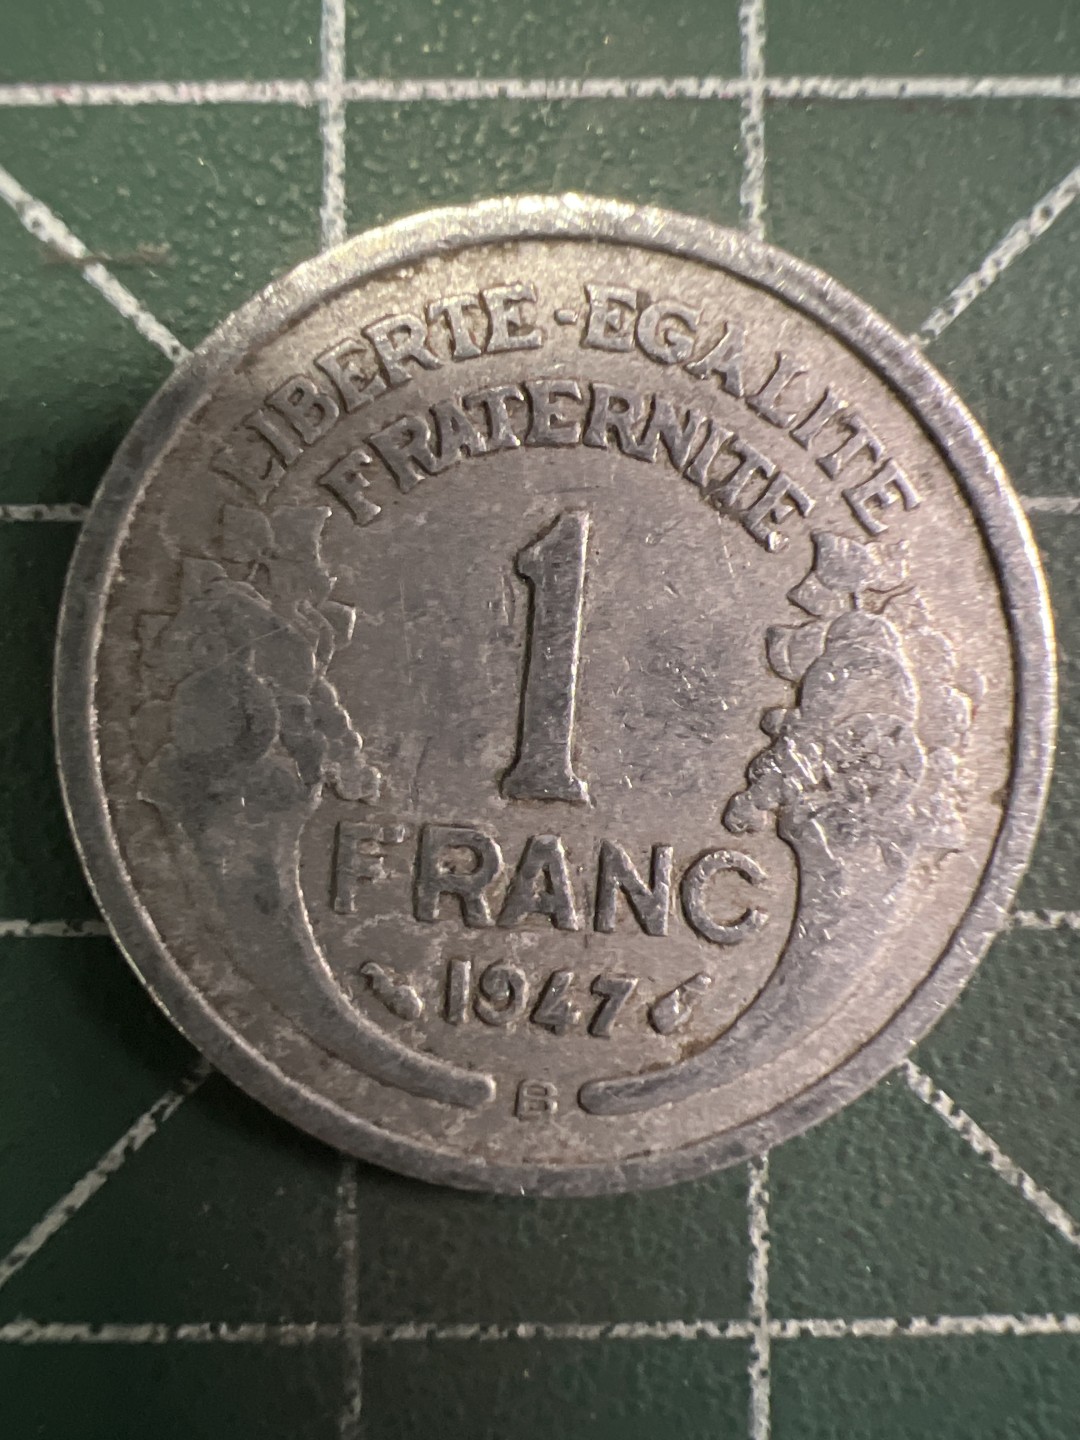 LIBERTE-EGALITE
FRATERNITE
1
FRANC
1947
B